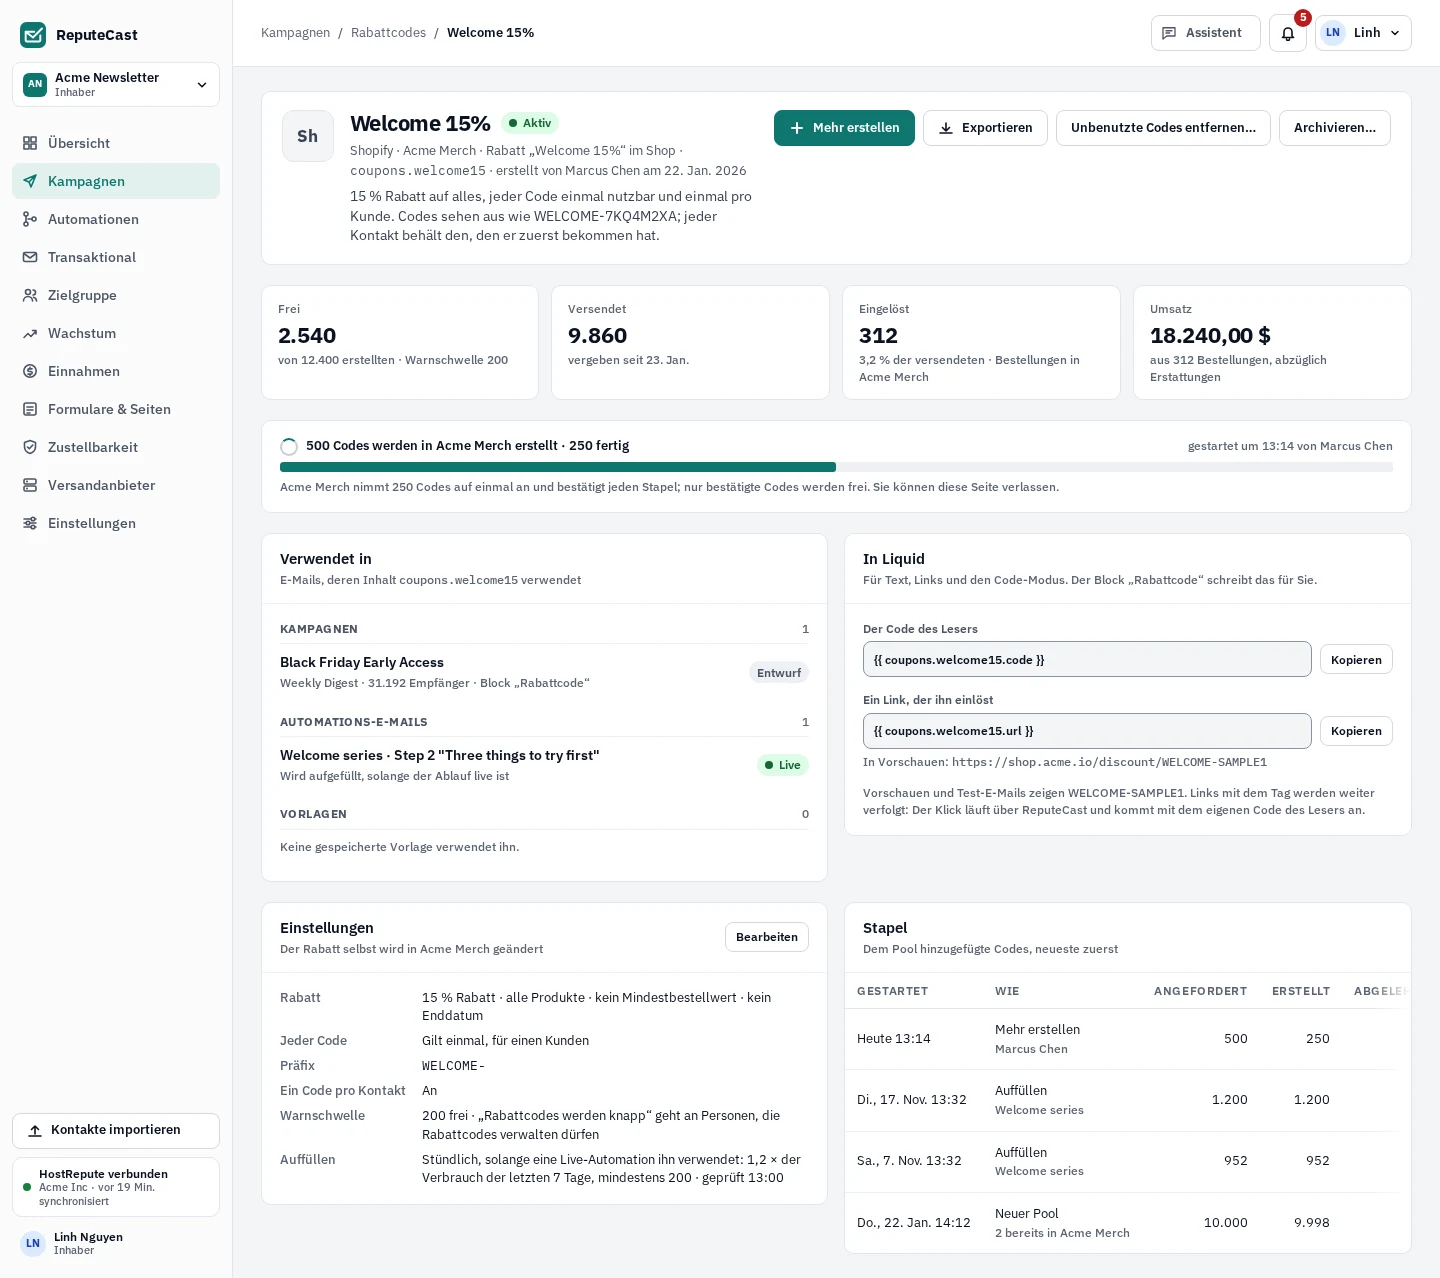 ReputeCast
AN
Acme Newsletter
Inhaber
Übersicht
Kampagnen
Automationen
Transaktional
Zielgruppe
Wachstum
Einnahmen
Formulare & Seiten
Zustellbarkeit
Versandanbieter
Einstellungen
Kontakte importieren
HostRepute verbunden
Acme Inc · vor 19 Min.
synchronisiert
LN
Linh Nguyen
Inhaber
Kampagnen / Rabattcodes / Welcome 15%
Assistent
5
LN Linh
Sh
Welcome 15%
Aktiv
Shopify · Acme Merch · Rabatt „Welcome 15%“ im Shop ·
coupons.welcome15 · erstellt von Marcus Chen am 22. Jan. 2026
15 % Rabatt auf alles, jeder Code einmal nutzbar und einmal pro
Kunde. Codes sehen aus wie WELCOME-7KQ4M2XA; jeder
Kontakt behält den, den er zuerst bekommen hat.
Mehr erstellen
Exportieren
Unbenutzte Codes entfernen…
Archivieren…
Frei
2.540
von 12.400 erstellten · Warnschwelle 200
Versendet
9.860
vergeben seit 23. Jan.
Eingelöst
312
3,2 % der versendeten · Bestellungen in
Acme Merch
Umsatz
18.240,00 $
aus 312 Bestellungen, abzüglich
Erstattungen
500 Codes werden in Acme Merch erstellt · 250 fertig
gestartet um 13:14 von Marcus Chen
Acme Merch nimmt 250 Codes auf einmal an und bestätigt jeden Stapel; nur bestätigte Codes werden frei. Sie können diese Seite verlassen.
Verwendet in
E-Mails, deren Inhalt coupons.welcome15 verwendet
KAMPAGNEN 1
Black Friday Early Access
Weekly Digest · 31.192 Empfänger · Block „Rabattcode“
Entwurf
AUTOMATIONS-E-MAILS 1
Welcome series · Step 2 "Three things to try first"
Wird aufgefüllt, solange der Ablauf live ist
Live
VORLAGEN 0
Keine gespeicherte Vorlage verwendet ihn.
In Liquid
Für Text, Links und den Code-Modus. Der Block „Rabattcode“ schreibt das für Sie.
Der Code des Lesers
{{ coupons.welcome15.code }}
Kopieren
Ein Link, der ihn einlöst
{{ coupons.welcome15.url }}
Kopieren
In Vorschauen: https://shop.acme.io/discount/WELCOME-SAMPLE1
Vorschauen und Test-E-Mails zeigen WELCOME-SAMPLE1. Links mit dem Tag werden weiter
verfolgt: Der Klick läuft über ReputeCast und kommt mit dem eigenen Code des Lesers an.
Einstellungen
Der Rabatt selbst wird in Acme Merch geändert
Bearbeiten
Rabatt 15 % Rabatt · alle Produkte · kein Mindestbestellwert · kein
Enddatum
Jeder Code Gilt einmal, für einen Kunden
Präfix WELCOME-
Ein Code pro Kontakt An
Warnschwelle 200 frei · „Rabattcodes werden knapp“ geht an Personen, die
Rabattcodes verwalten dürfen
Auffüllen Stündlich, solange eine Live-Automation ihn verwendet: 1,2 × der
Verbrauch der letzten 7 Tage, mindestens 200 · geprüft 13:00
Stapel
Dem Pool hinzugefügte Codes, neueste zuerst
GESTARTET WIE ANGEFORDERT ERSTELLT ABGELEH
Heute 13:14 Mehr erstellen 500 250
Marcus Chen
Di., 17. Nov. 13:32 Auffüllen 1.200 1.200
Welcome series
Sa., 7. Nov. 13:32 Auffüllen 952 952
Welcome series
Do., 22. Jan. 14:12 Neuer Pool 10.000 9.998
2 bereits in Acme Merch